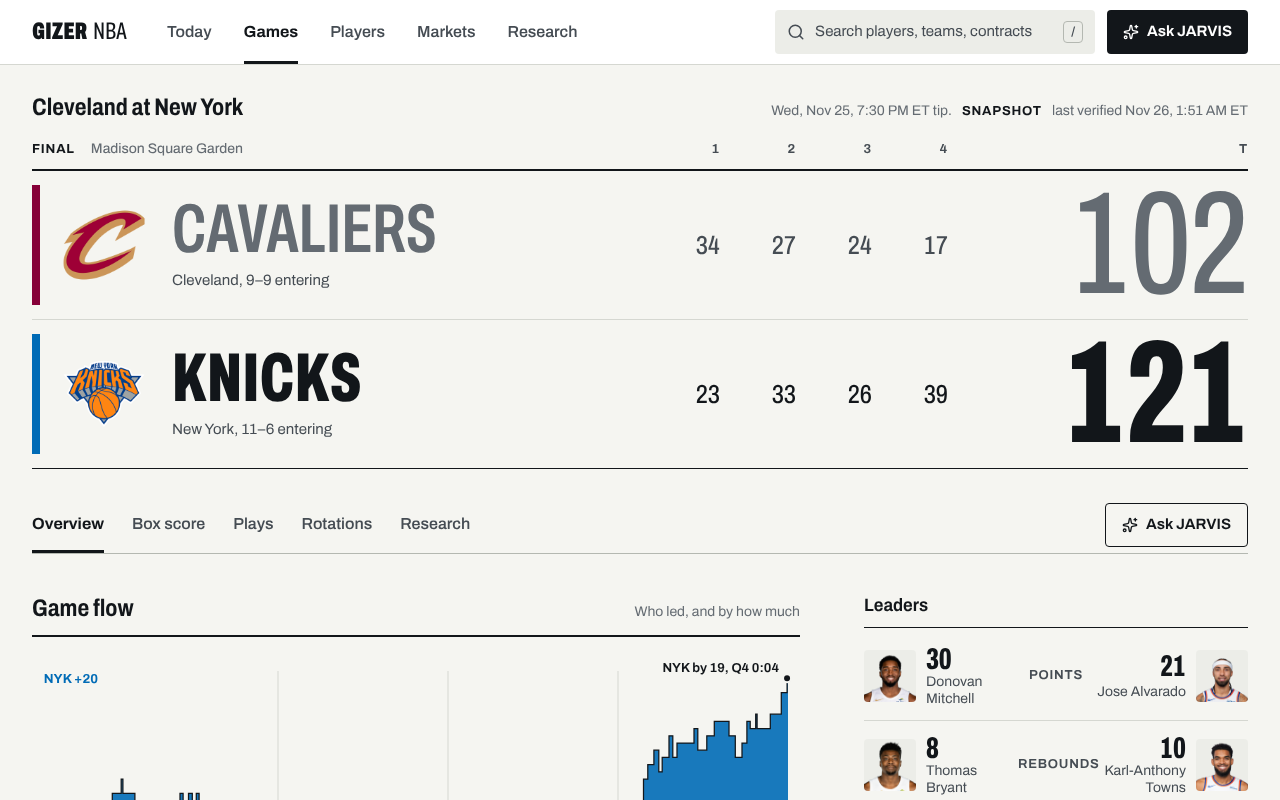 GIZER NBA
Today
Games
Players
Markets
Research
Search players, teams, contracts
/
Ask JARVIS
Cleveland at New York
Wed, Nov 25, 7:30 PM ET tip. SNAPSHOT last verified Nov 26, 1:51 AM ET
FINAL Madison Square Garden 1 2 3 4 T
CAVALIERS
Cleveland, 9–9 entering
34 27 24 17 102
NEW YORK
KNICKS
KNICKS
New York, 11–6 entering
23 33 26 39 121
Overview
Box score
Plays
Rotations
Research
Ask JARVIS
Game flow
Who led, and by how much
NYK +20
NYK by 19, Q4 0:04
Leaders
30
Donovan
Mitchell
POINTS
21
Jose Alvarado
8
Thomas
Bryant
REBOUNDS
10
Karl-Anthony
Towns